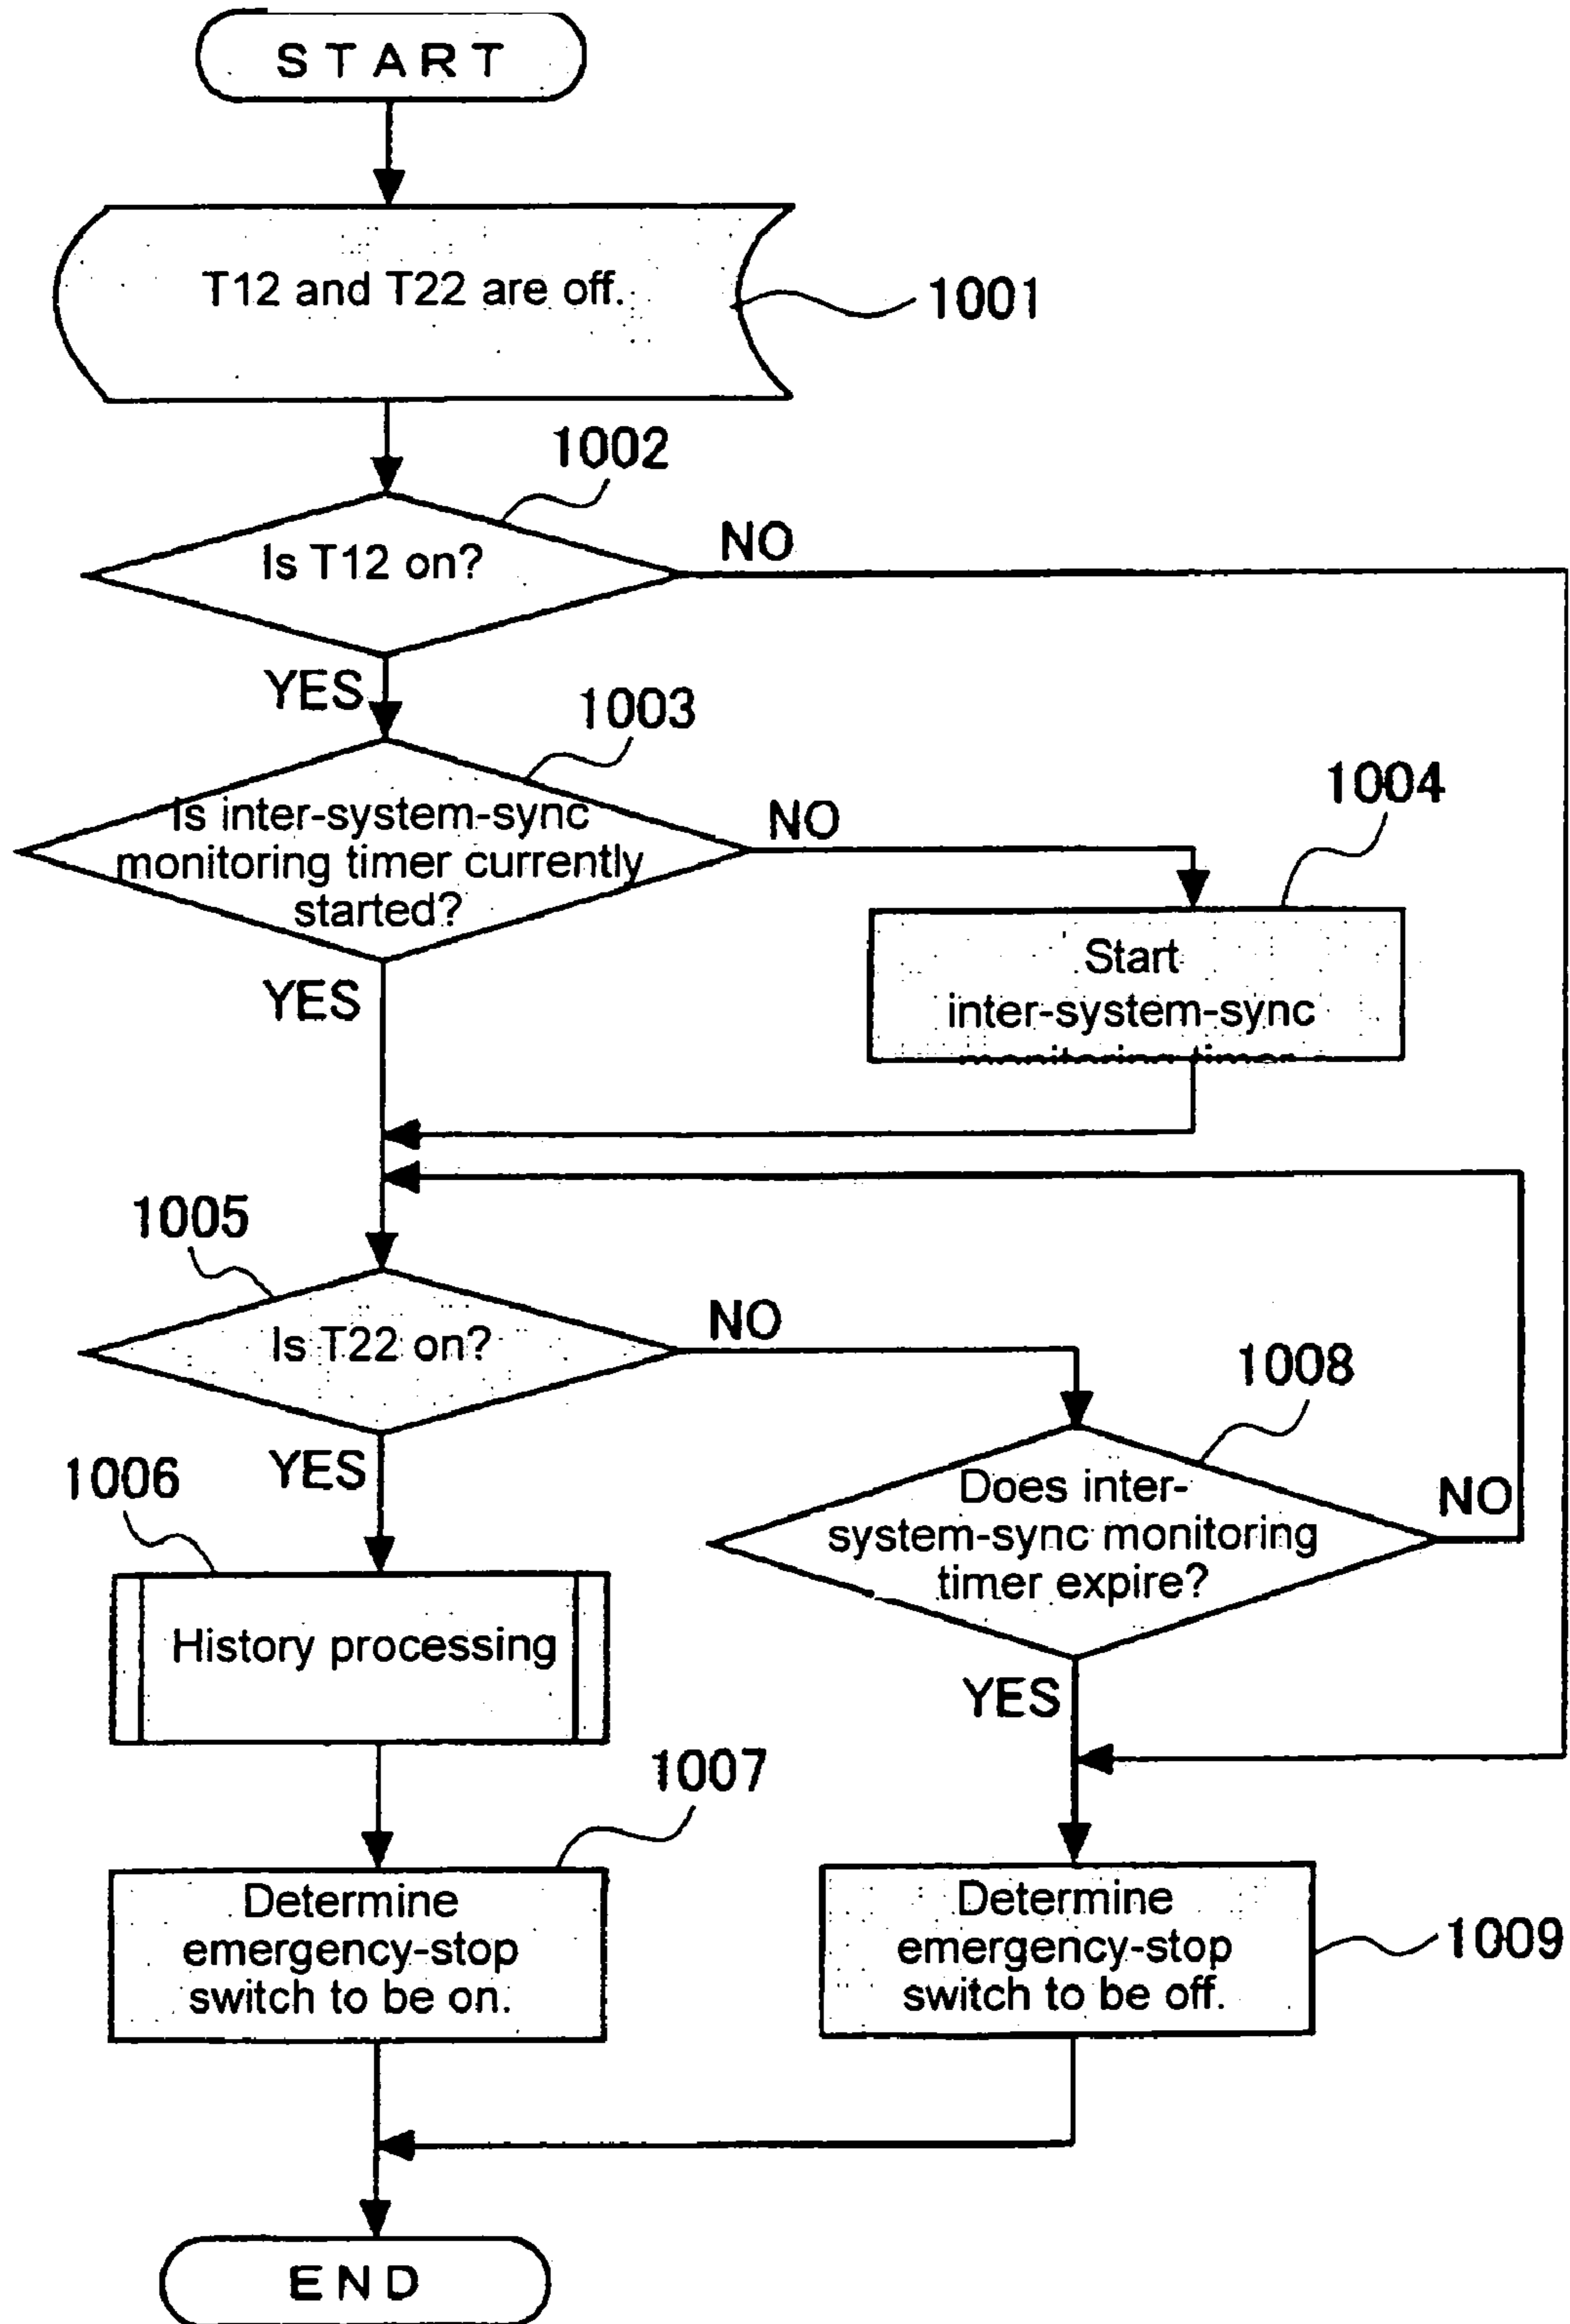 START
T12 and T22 are off.
1001
1002
Is T12 on?
NO
YES
1003
Is inter-system-sync
monitoring timer currently
started?
NO
YES
1004
Start
inter-system-sync
1005
Is T22 on?
NO
YES
1008
Does inter-
system-sync monitoring
timer expire?
NO
YES
1006
History processing
1007
Determine
emergency-stop
switch to be on.
Determine
emergency-stop
switch to be off.
1009
END